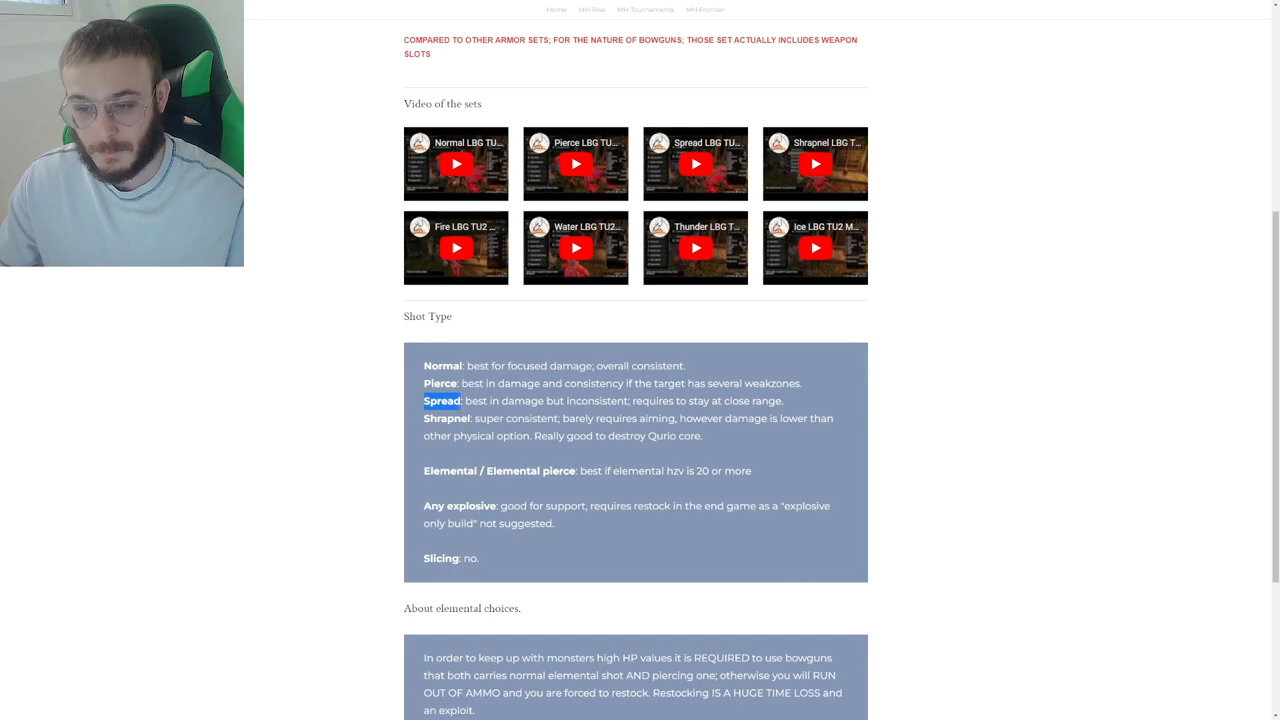 Home MH Rise MH Tournaments MH Frontier
COMPARED TO OTHER ARMOR SETS; FOR THE NATURE OF BOWGUNS; THOSE SET ACTUALLY INCLUDES WEAPON
SLOTS
Video of the sets
Normal LBG TU... Pierce LBG TU... Spread LBG TU... Shrapnel LBG T...
Fire LBG TU2 ... Water LBG TU2... Thunder LBG T... Ice LBG TU2 M...
Shot Type
Normal: best for focused damage; overall consistent.
Pierce: best in damage and consistency if the target has several weakzones.
Spread: best in damage but inconsistent; requires to stay at close range.
Shrapnel: super consistent; barely requires aiming, however damage is lower than
other physical option. Really good to destroy Qurio core.
Elemental / Elemental pierce: best if elemental hzv is 20 or more
Any explosive: good for support, requires restock in the end game as a "explosive
only build" not suggested.
Slicing: no.
About elemental choices.
In order to keep up with monsters high HP values it is REQUIRED to use bowguns
that both carries normal elemental shot AND piercing one; otherwise you will RUN
OUT OF AMMO and you are forced to restock. Restocking IS A HUGE TIME LOSS and
an exploit.